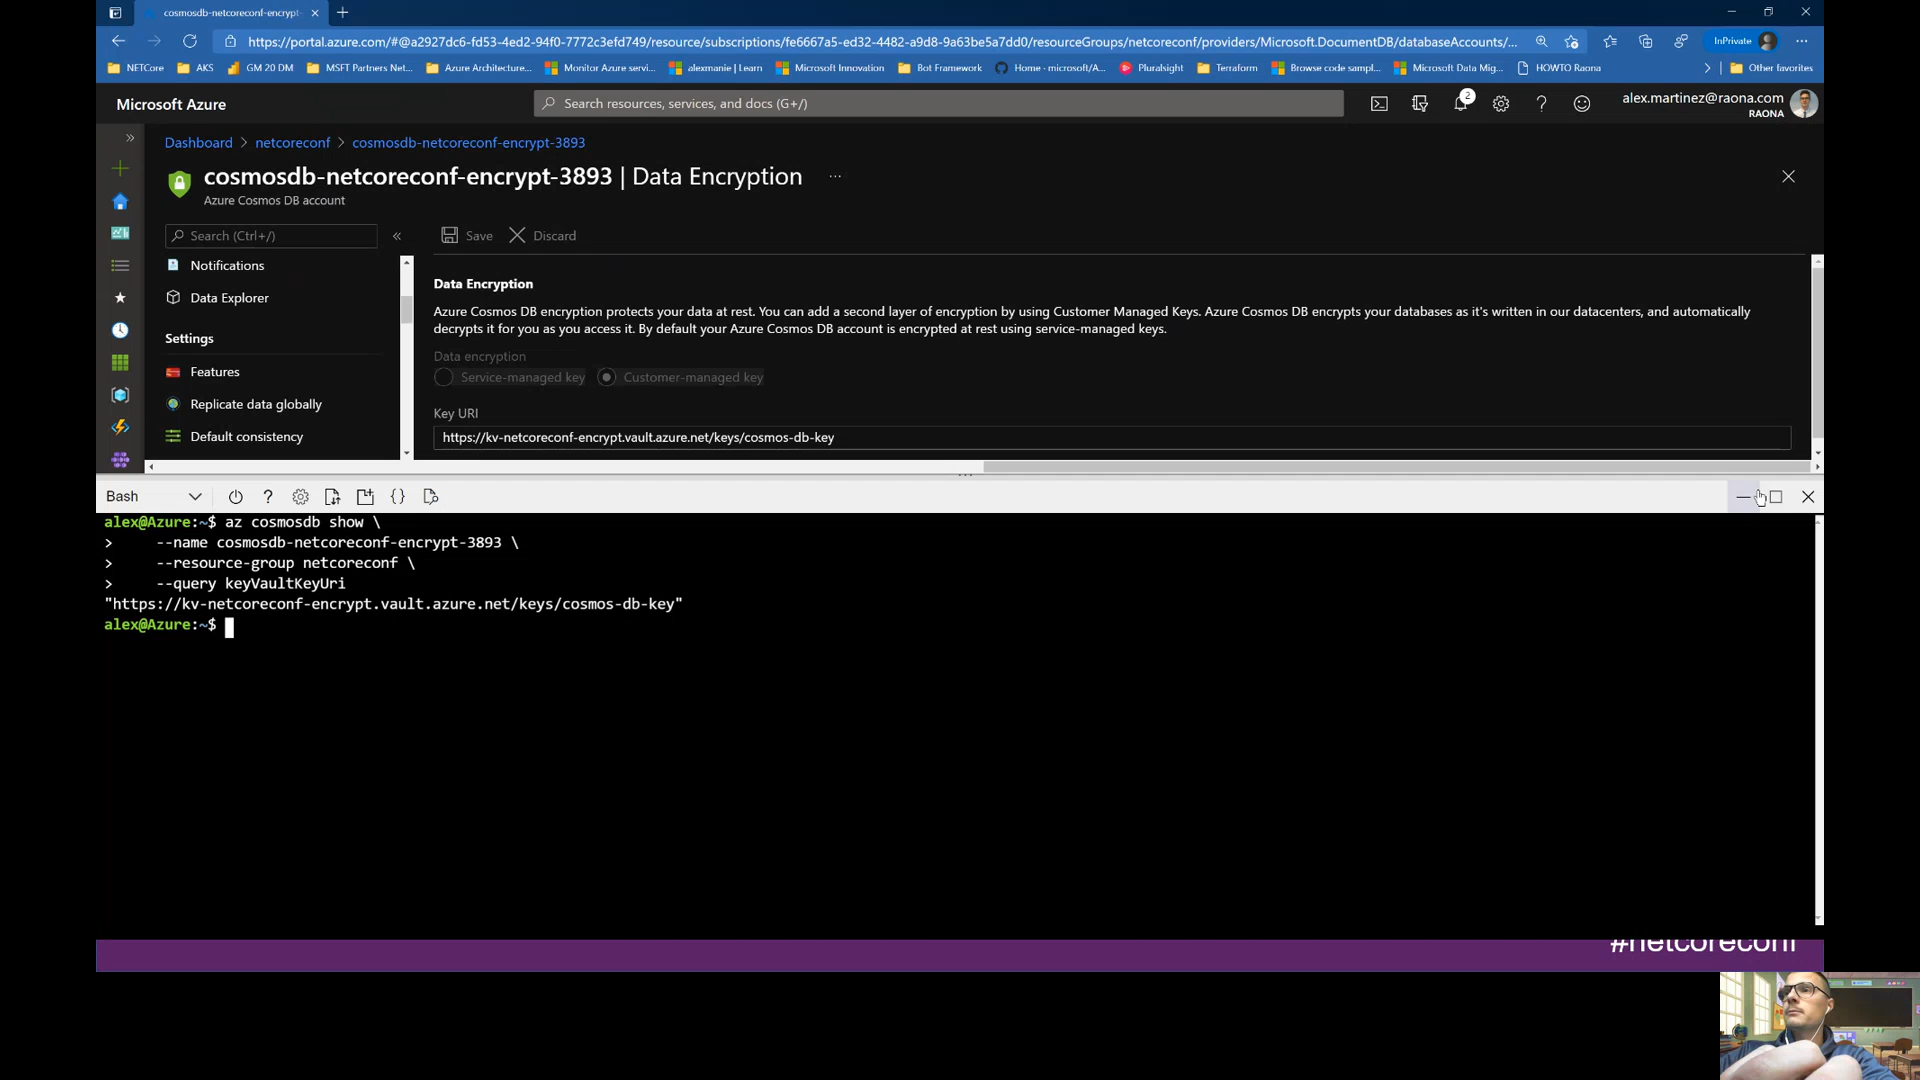 cosmosdb-netcoreconf-encrypt-
https://portal.azure.com/#@a2927dc6-fd53-4ed2-94f0-7772c3efd749/resource/subscriptions/fe6667a5-ed32-4482-a9d8-9a63be5a7dd0/resourceGroups/netcoreconf/providers/Microsoft.DocumentDB/databaseAccounts/...
InPrivate
NETCore
AKS
GM 20 DM
MSFT Partners Net...
Azure Architecture...
Monitor Azure servi...
alexmanie | Learn
Microsoft Innovation
Bot Framework
Home - microsoft/A...
Pluralsight
Terraform
Browse code sampl...
Microsoft Data Mig...
HOWTO Raona
Other favorites
Microsoft Azure
Search resources, services, and docs (G+/)
2
alex.martinez@raona.com
RAONA
Dashboard > netcoreconf > cosmosdb-netcoreconf-encrypt-3893
cosmosdb-netcoreconf-encrypt-3893 | Data Encryption ...
Azure Cosmos DB account
Search (Ctrl+/)
Save
Discard
Notifications
Data Explorer
Settings
Features
Replicate data globally
Default consistency
Data Encryption
Azure Cosmos DB encryption protects your data at rest. You can add a second layer of encryption by using Customer Managed Keys. Azure Cosmos DB encrypts your databases as it's written in our datacenters, and automatically
decrypts it for you as you access it. By default your Azure Cosmos DB account is encrypted at rest using service-managed keys.
Data encryption
Service-managed key
Customer-managed key
Key URI
https://kv-netcoreconf-encrypt.vault.azure.net/keys/cosmos-db-key
Bash
alex@Azure:~$ az cosmosdb show \
> --name cosmosdb-netcoreconf-encrypt-3893 \
> --resource-group netcoreconf \
> --query keyVaultKeyUri
"https://kv-netcoreconf-encrypt.vault.azure.net/keys/cosmos-db-key"
alex@Azure:~$
#netcoreconf